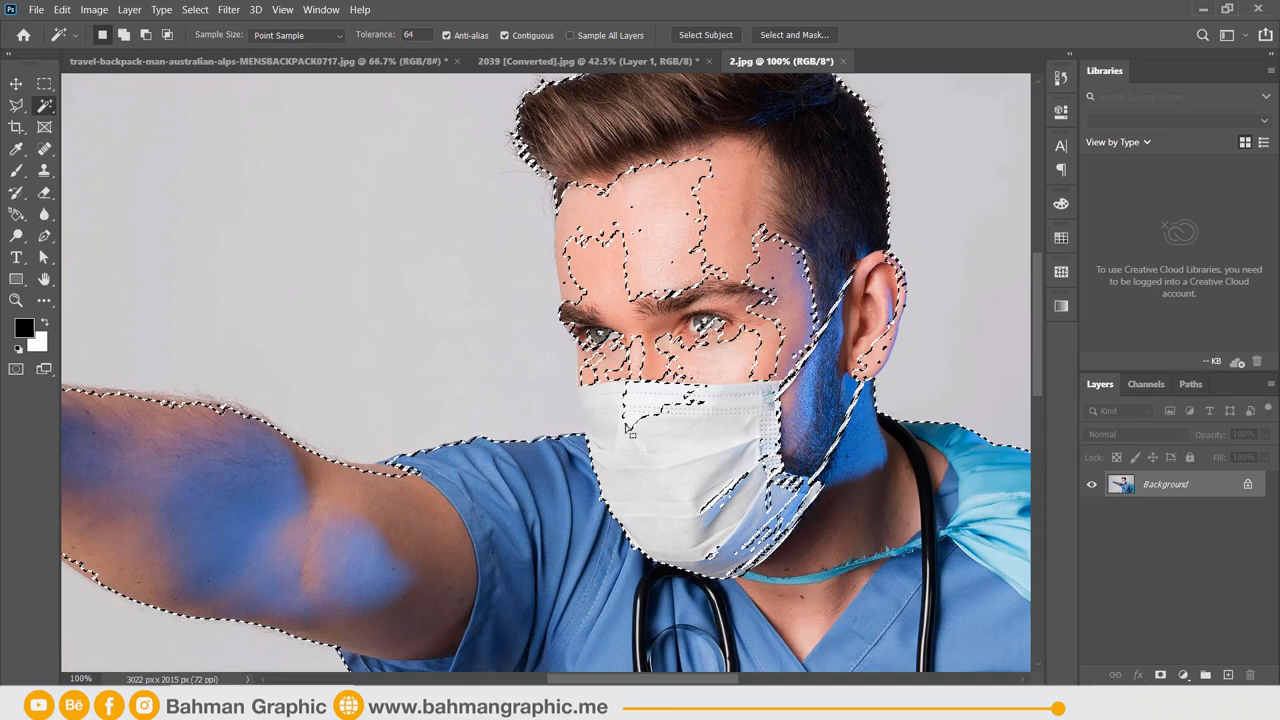 Ps File Edit Image Layer Type Select Filter 3D View Window Help
Sample Size: Point Sample Tolerance: 64 Anti-alias Contiguous Sample All Layers Select Subject Select and Mask...
travel-backpack-man-australian-alps-MENSBACKPACK0717.jpg @ 66.7% (RGB/8#) * × 2039 [Converted].jpg @ 42.5% (Layer 1, RGB/8) * × 2.jpg @ 100% (RGB/8*) ×
Libraries
Search Current Library
View by Type
To use Creative Cloud Libraries, you need
to be logged into a Creative Cloud
account.
-- KB
Layers Channels Paths
Kind
Normal Opacity: 100%
Lock: Fill: 100%
Background
100% 3022 px x 2015 px (72 ppi)
Bē Bahman Graphic www.bahmangraphic.me